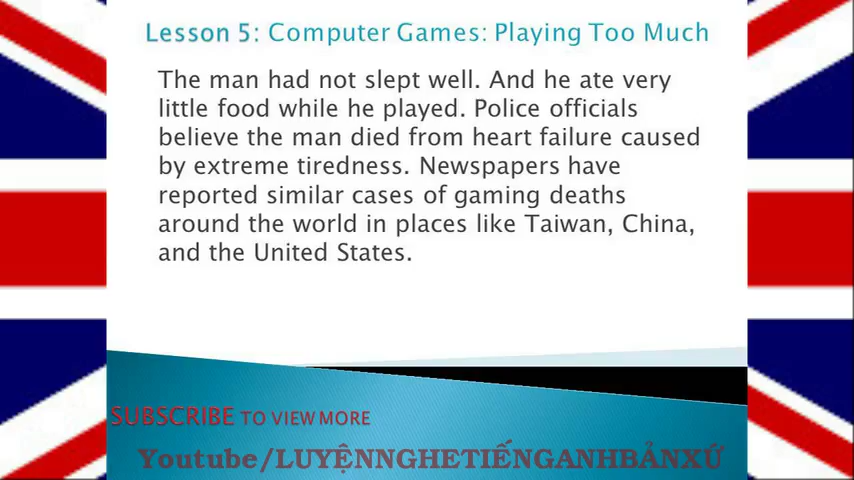 Lesson 5: Computer Games: Playing Too Much
The man had not slept well. And he ate very
little food while he played. Police officials
believe the man died from heart failure caused
by extreme tiredness. Newspapers have
reported similar cases of gaming deaths
around the world in places like Taiwan, China,
and the United States.
SUBSCRIBE TO VIEW MORE
Youtube/LUYỆNNGHETIẾNGANHBẢNXỨ